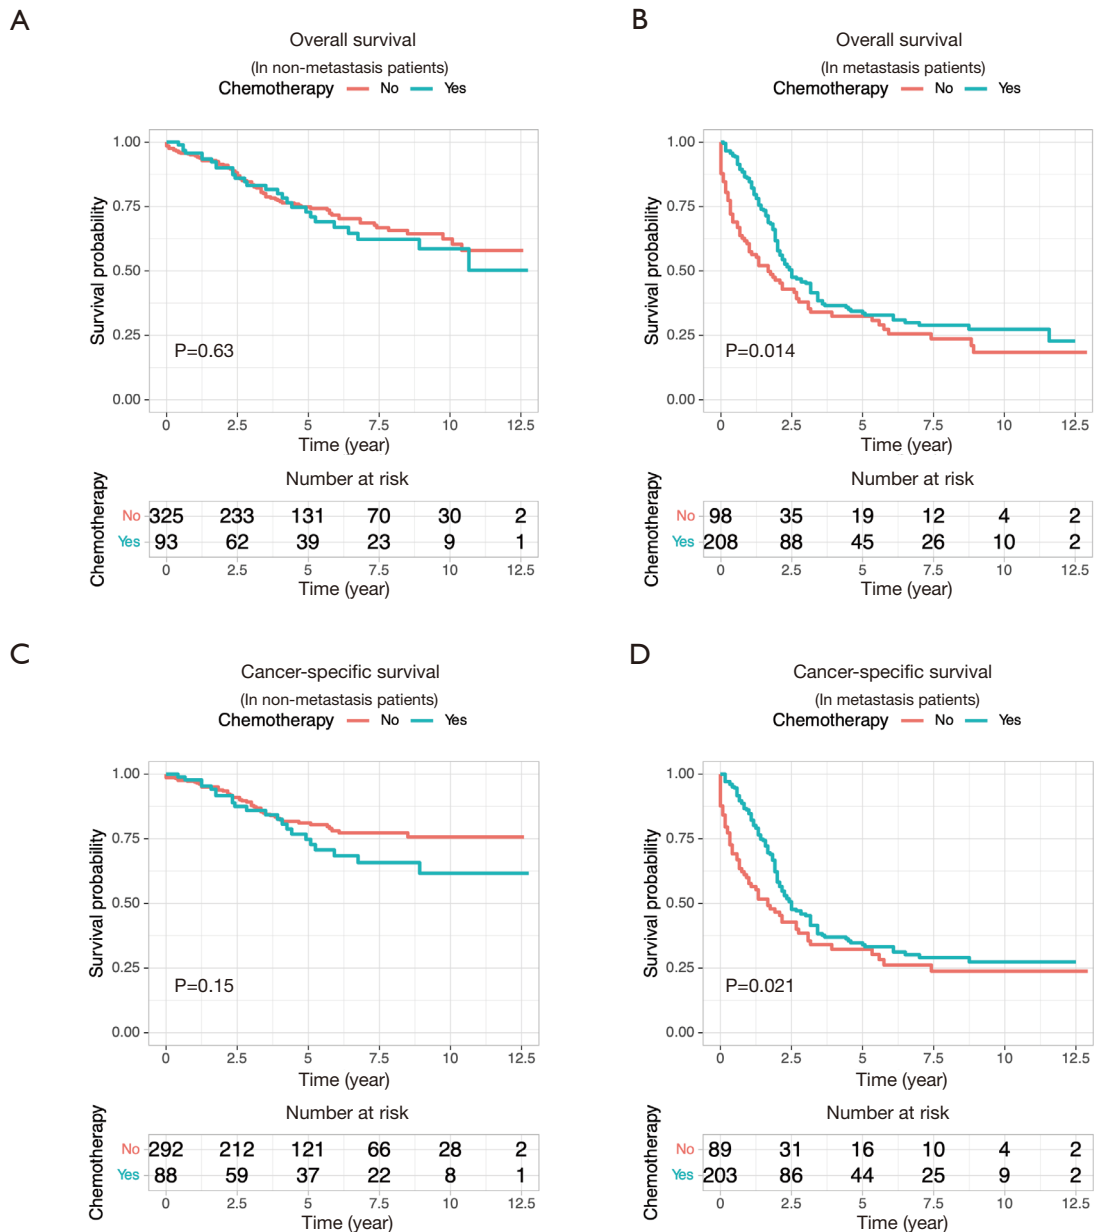 A
Overall survival
(In non-metastasis patients)
Chemotherapy No Yes
Survival probability
1.00
0.75
0.50
0.25
0.00
P=0.63
0 2.5 5 7.5 10 12.5
Time (year)
Number at risk
Chemotherapy
No 325 233 131 70 30 2
Yes 93 62 39 23 9 1
0 2.5 5 7.5 10 12.5
Time (year)
B
Overall survival
(In metastasis patients)
Chemotherapy No Yes
Survival probability
1.00
0.75
0.50
0.25
0.00
P=0.014
0 2.5 5 7.5 10 12.5
Time (year)
Number at risk
Chemotherapy
No 98 35 19 12 4 2
Yes 208 88 45 26 10 2
0 2.5 5 7.5 10 12.5
Time (year)
C
Cancer-specific survival
(In non-metastasis patients)
Chemotherapy No Yes
Survival probability
1.00
0.75
0.50
0.25
0.00
P=0.15
0 2.5 5 7.5 10 12.5
Time (year)
Number at risk
Chemotherapy
No 292 212 121 66 28 2
Yes 88 59 37 22 8 1
0 2.5 5 7.5 10 12.5
Time (year)
D
Cancer-specific survival
(In metastasis patients)
Chemotherapy No Yes
Survival probability
1.00
0.75
0.50
0.25
0.00
P=0.021
0 2.5 5 7.5 10 12.5
Time (year)
Number at risk
Chemotherapy
No 89 31 16 10 4 2
Yes 203 86 44 25 9 2
0 2.5 5 7.5 10 12.5
Time (year)